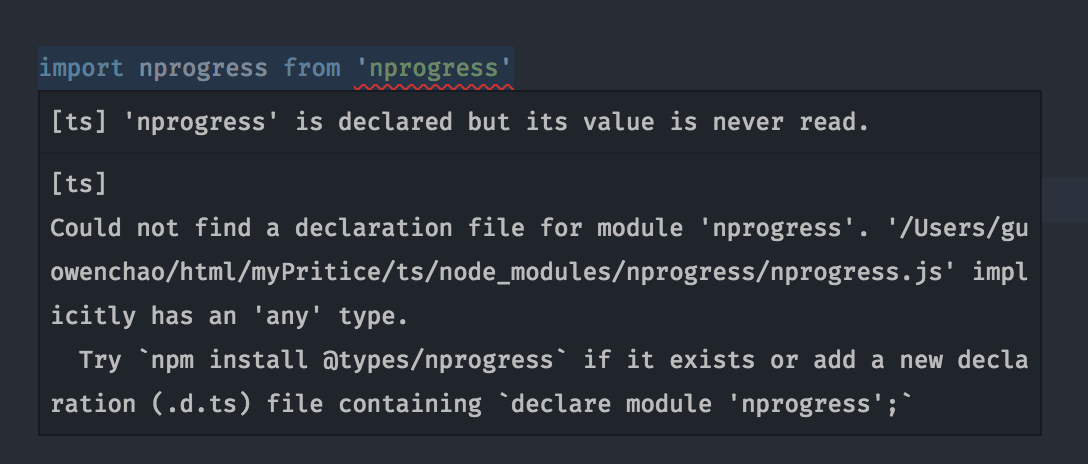 import nprogress from 'nprogress'
[ts] 'nprogress' is declared but its value is never read.
[ts]
Could not find a declaration file for module 'nprogress'. '/Users/gu
owenchao/html/myPritice/ts/node_modules/nprogress/nprogress.js' impl
icitly has an 'any' type.
  Try `npm install @types/nprogress` if it exists or add a new decla
ration (.d.ts) file containing `declare module 'nprogress';`